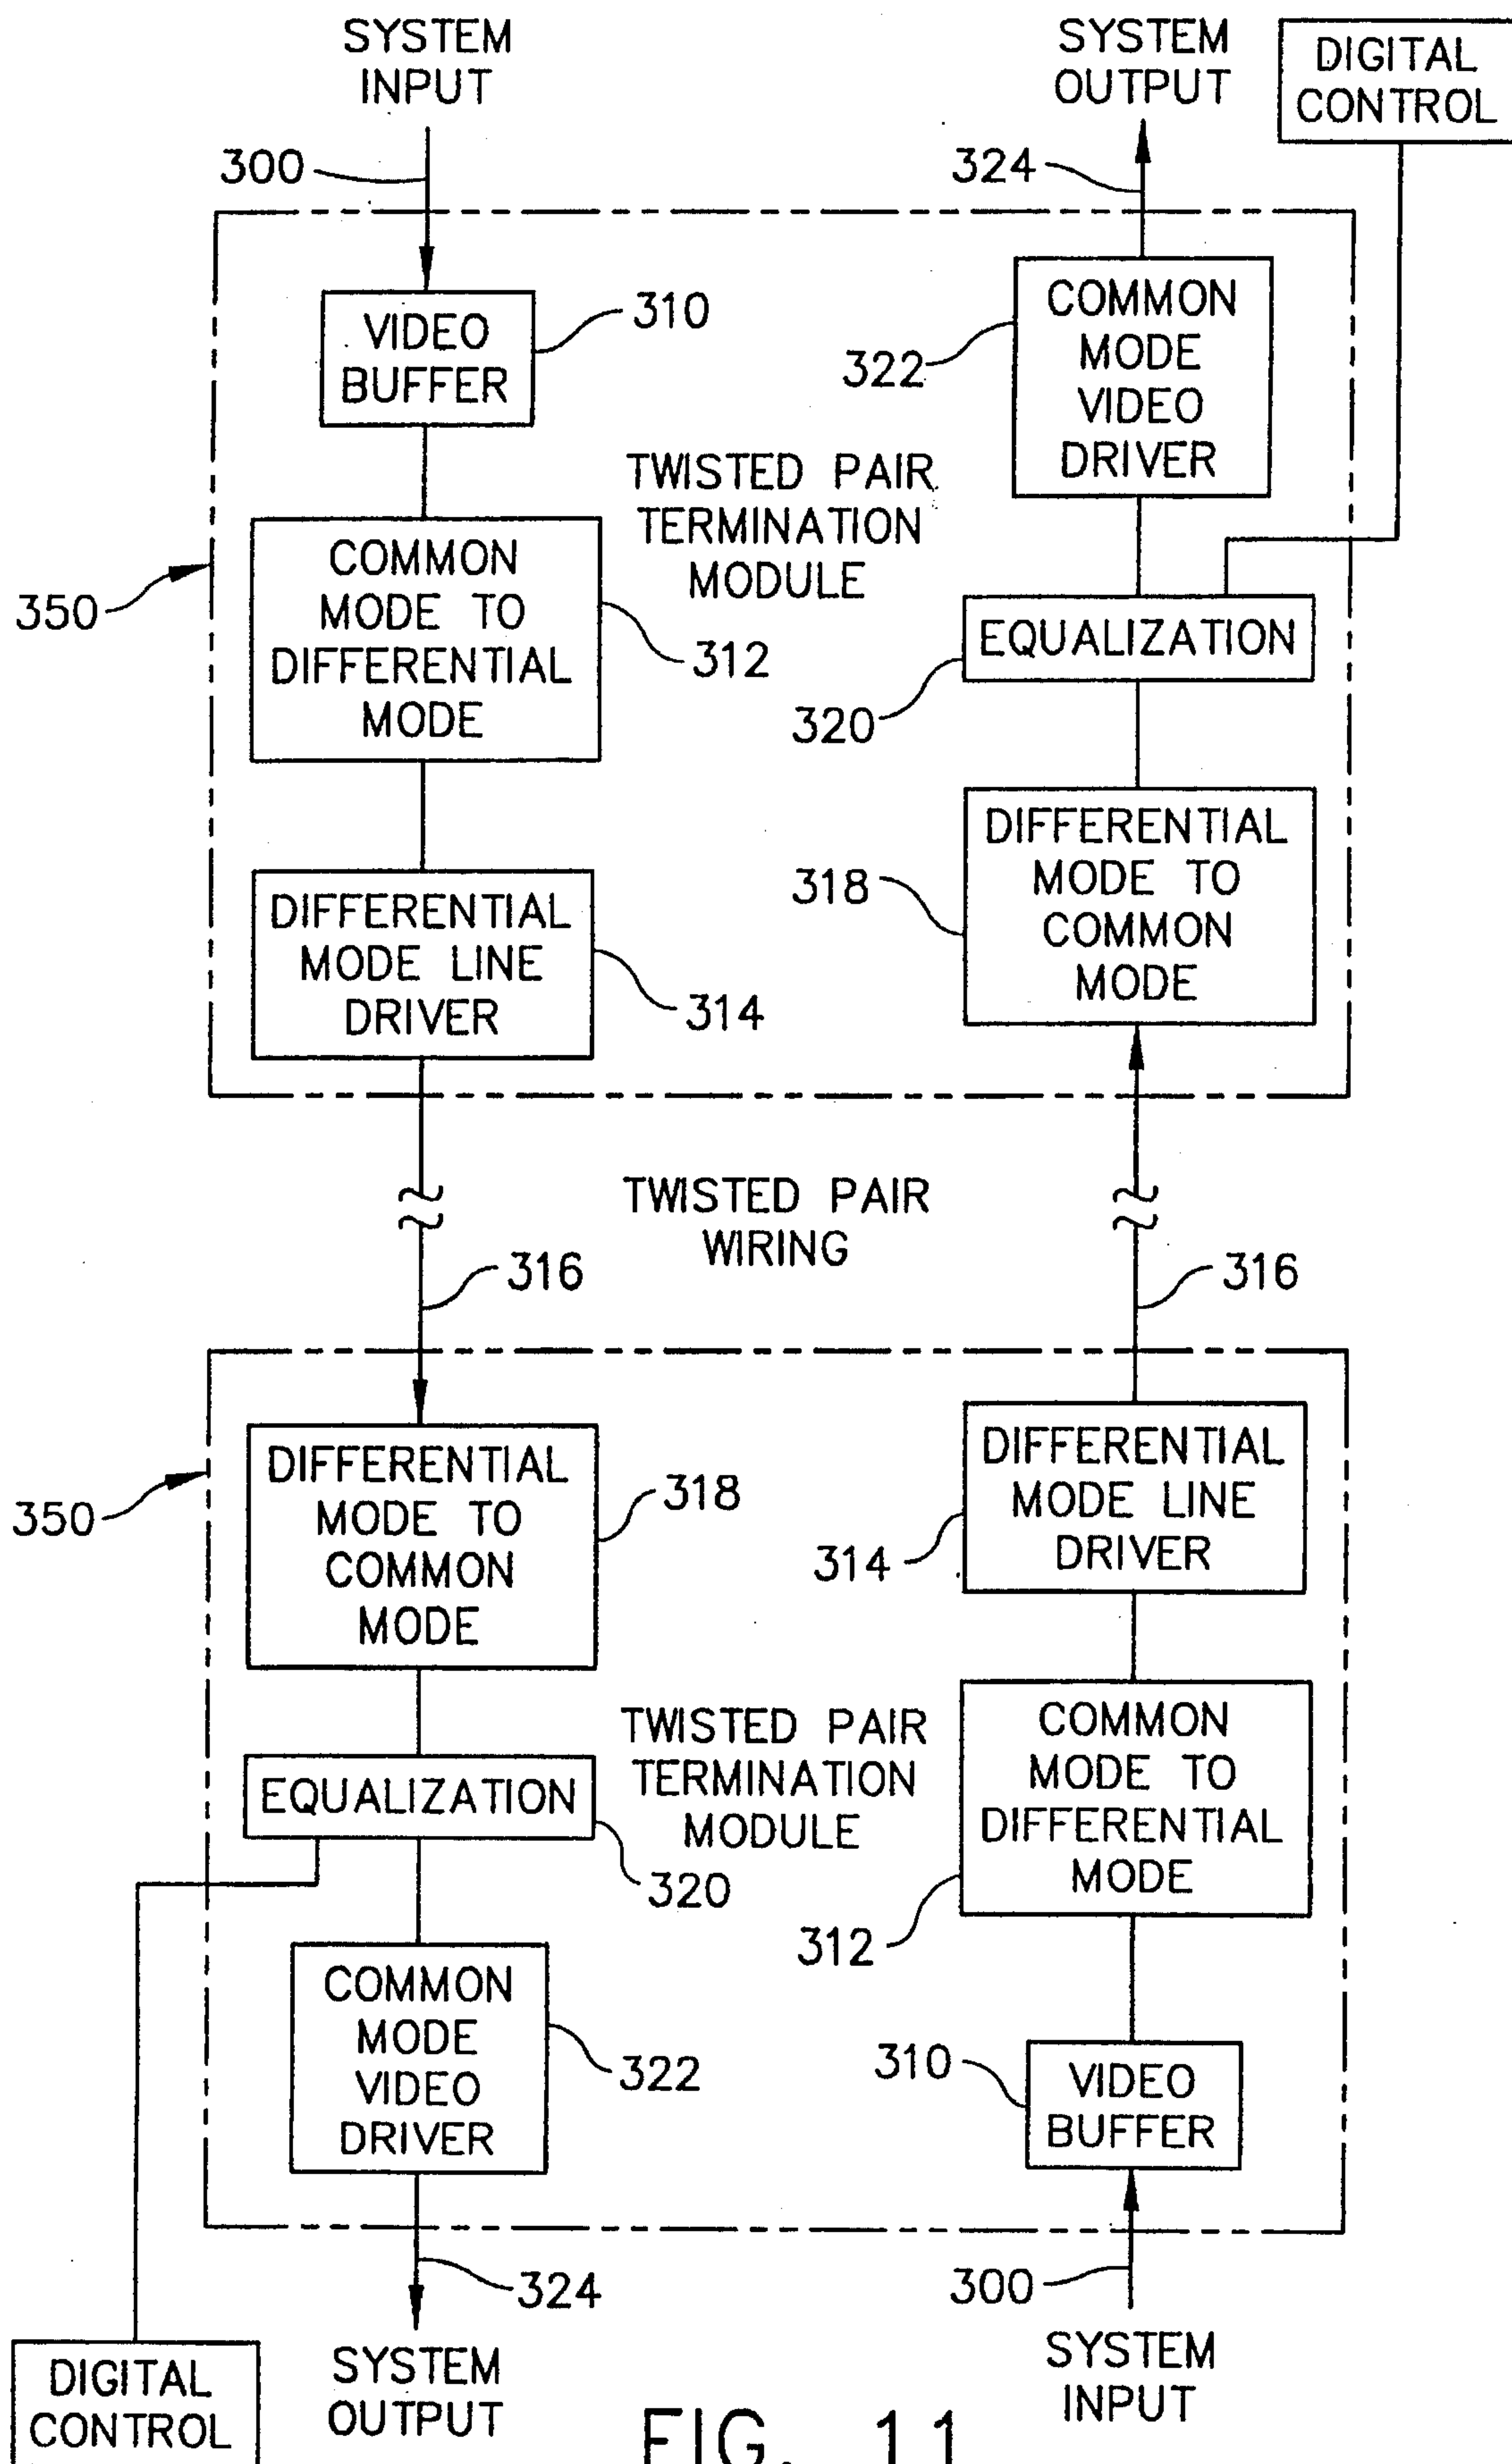 SYSTEM
INPUT
SYSTEM
OUTPUT
DIGITAL
CONTROL
300
324
VIDEO
BUFFER
310
COMMON
MODE
VIDEO
DRIVER
322
TWISTED PAIR
TERMINATION
MODULE
350
COMMON
MODE TO
DIFFERENTIAL
MODE
312
EQUALIZATION
320
DIFFERENTIAL
MODE LINE
DRIVER
314
DIFFERENTIAL
MODE TO
COMMON
MODE
318
TWISTED PAIR
WIRING
316
316
350
DIFFERENTIAL
MODE TO
COMMON
MODE
318
DIFFERENTIAL
MODE LINE
DRIVER
314
EQUALIZATION
320
TWISTED PAIR
TERMINATION
MODULE
COMMON
MODE TO
DIFFERENTIAL
MODE
312
COMMON
MODE
VIDEO
DRIVER
322
VIDEO
BUFFER
310
324
300
DIGITAL
CONTROL
SYSTEM
OUTPUT
SYSTEM
INPUT
FIG. 11